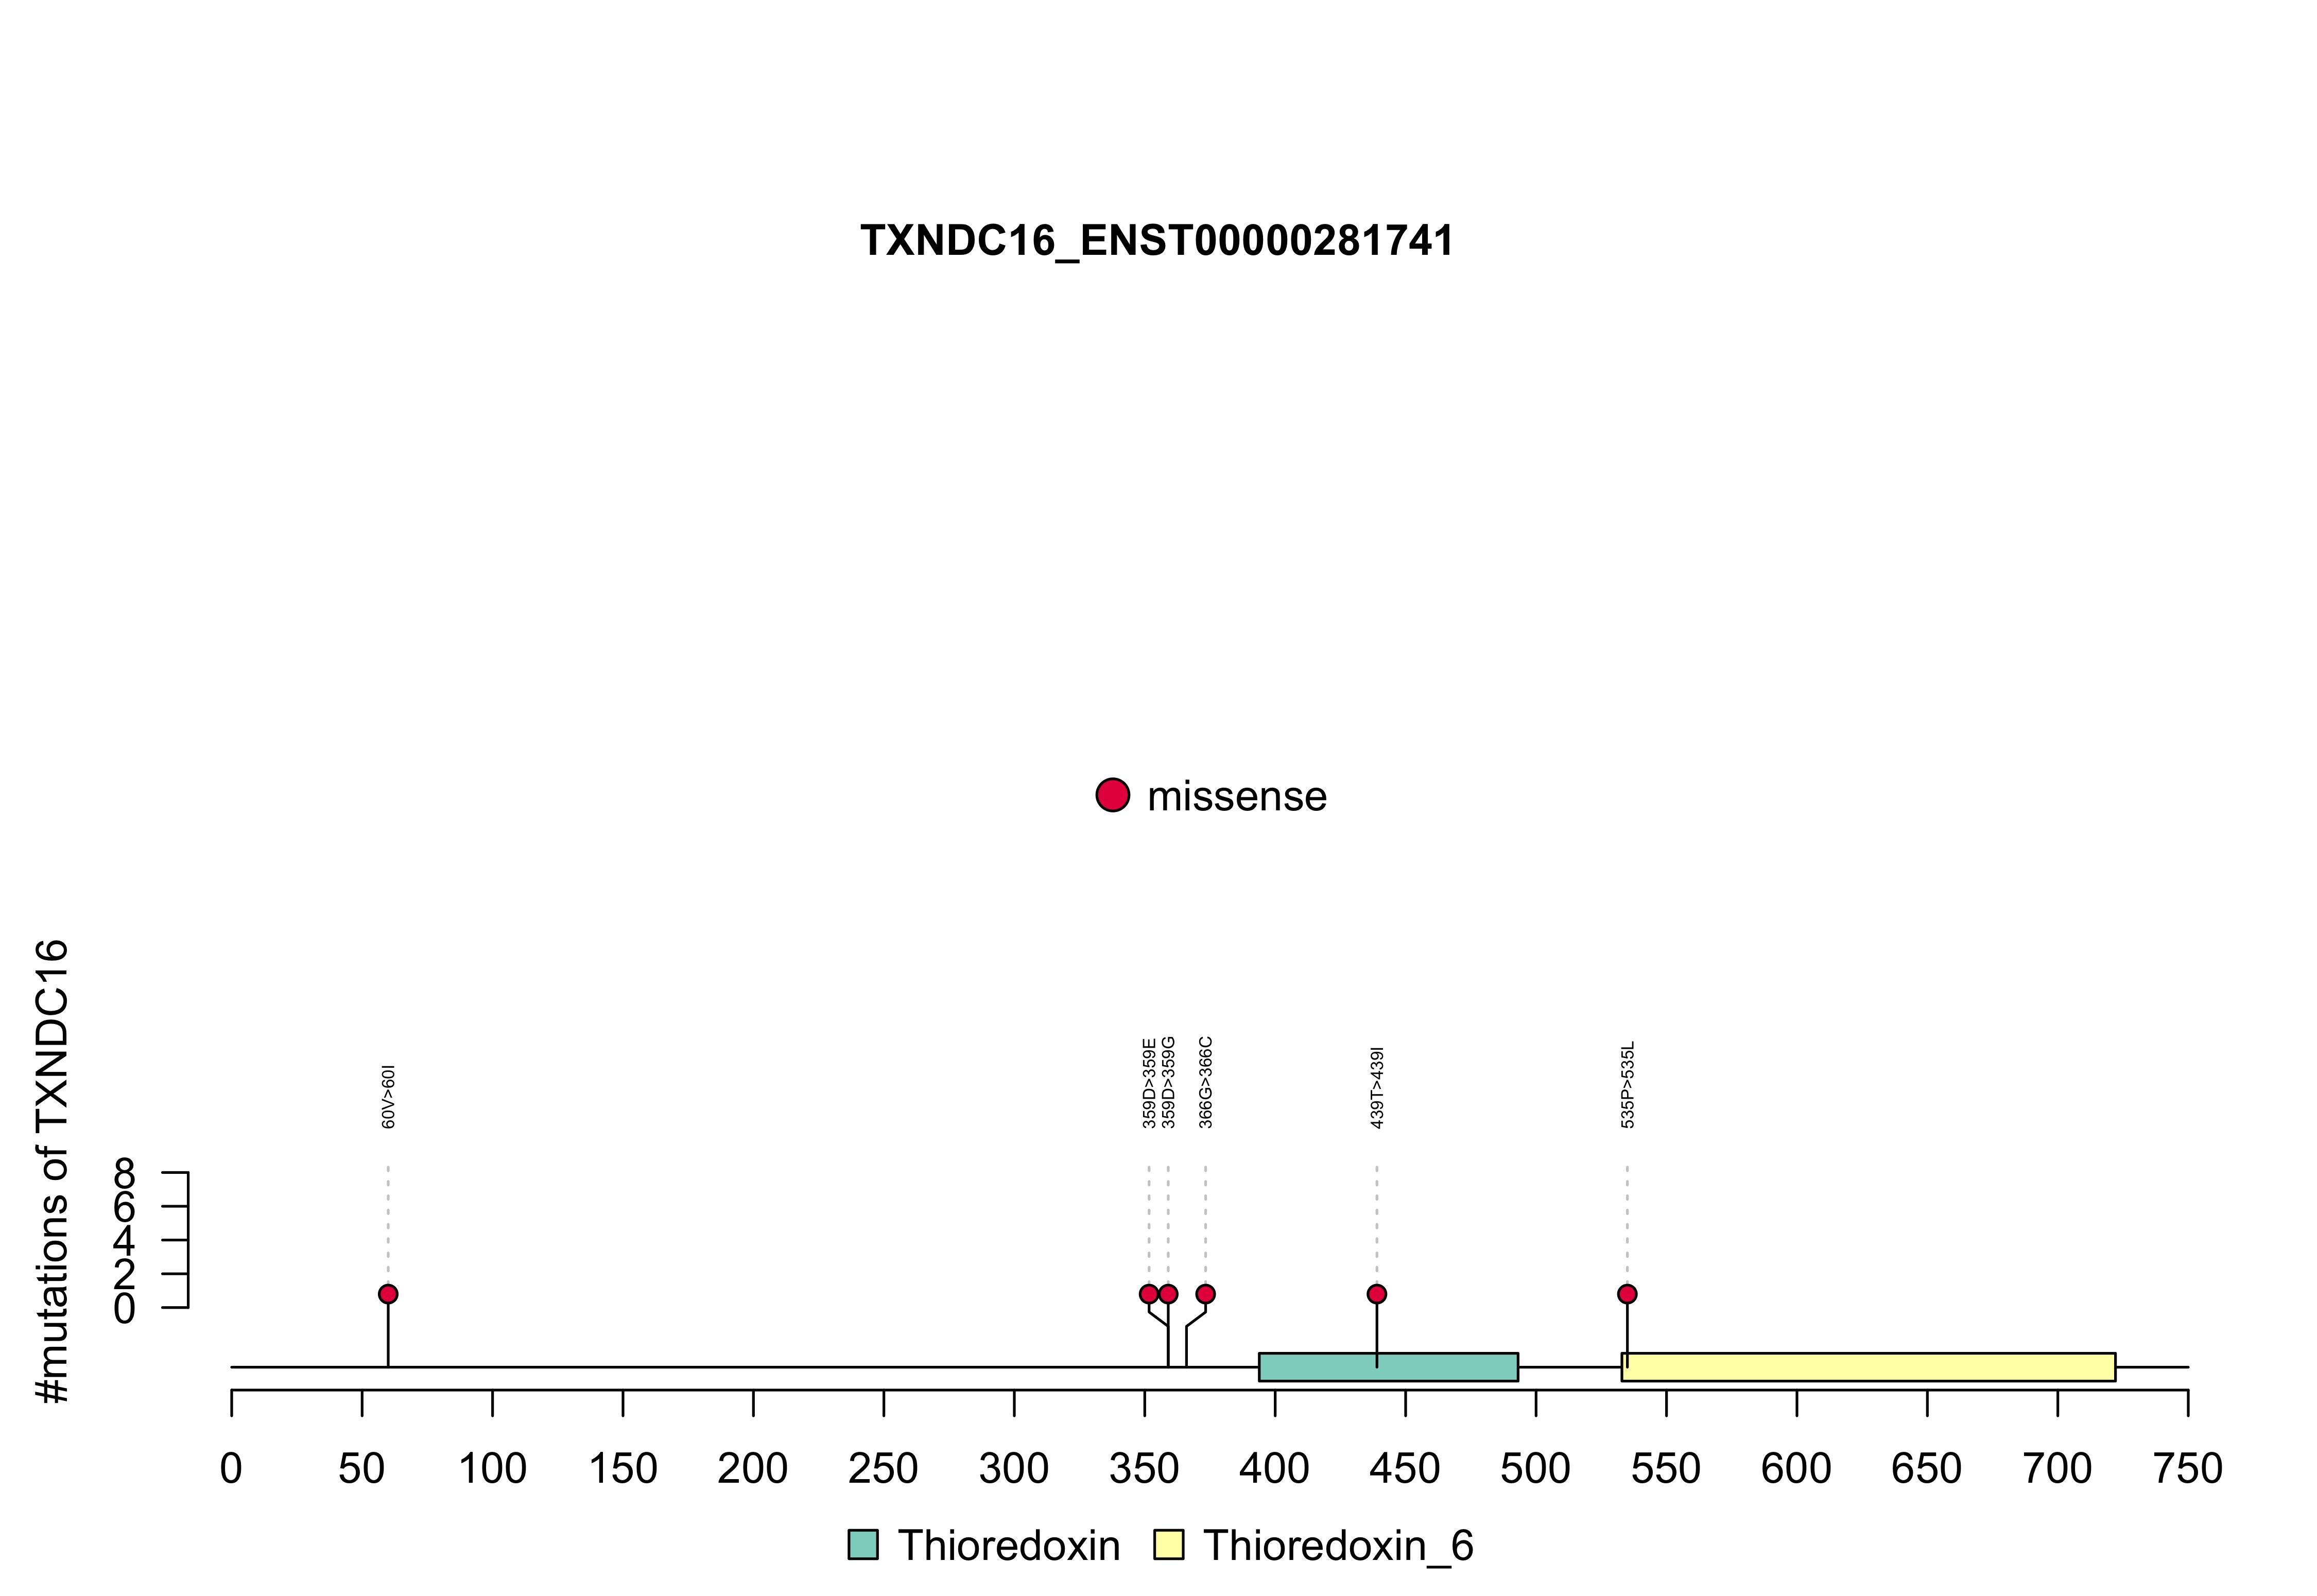 TXNDC16_ENST00000281741
missense
#mutations of TXNDC16
60V>60I
359D>359E
359D>359G
366G>366C
439T>439I
535P>535L
8
6
4
2
0
0 50 100 150 200 250 300 350 400 450 500 550 600 650 700 750
Thioredoxin Thioredoxin_6